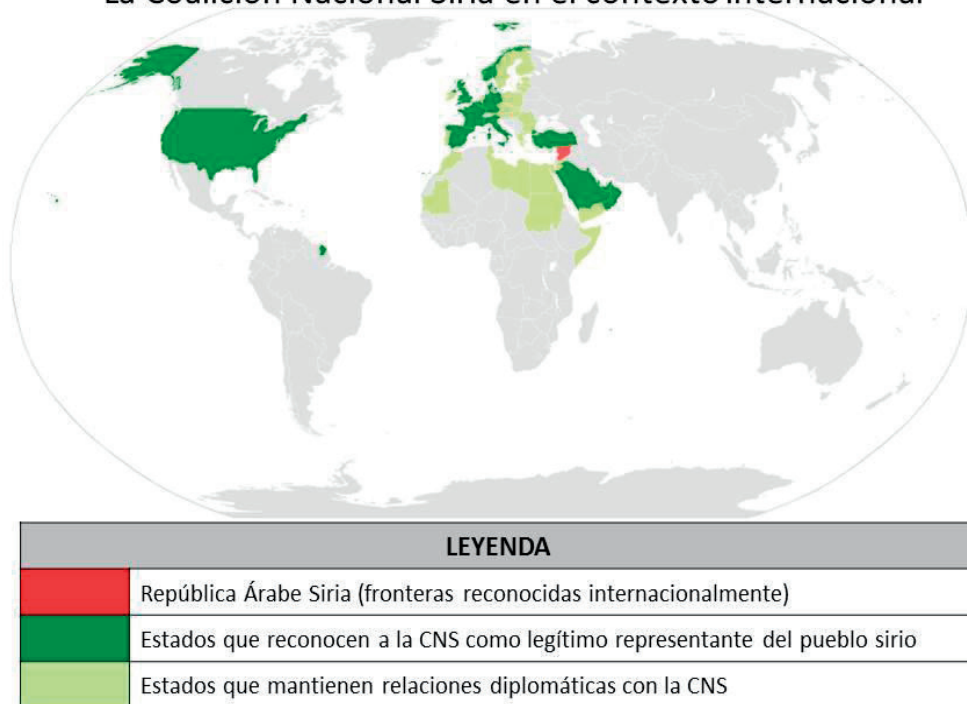 La Coalición Nacional Siria en el contexto internacional
LEYENDA
República Árabe Siria (fronteras reconocidas internacionalmente)
Estados que reconocen a la CNS como legítimo representante del pueblo sirio
Estados que mantienen relaciones diplomáticas con la CNS